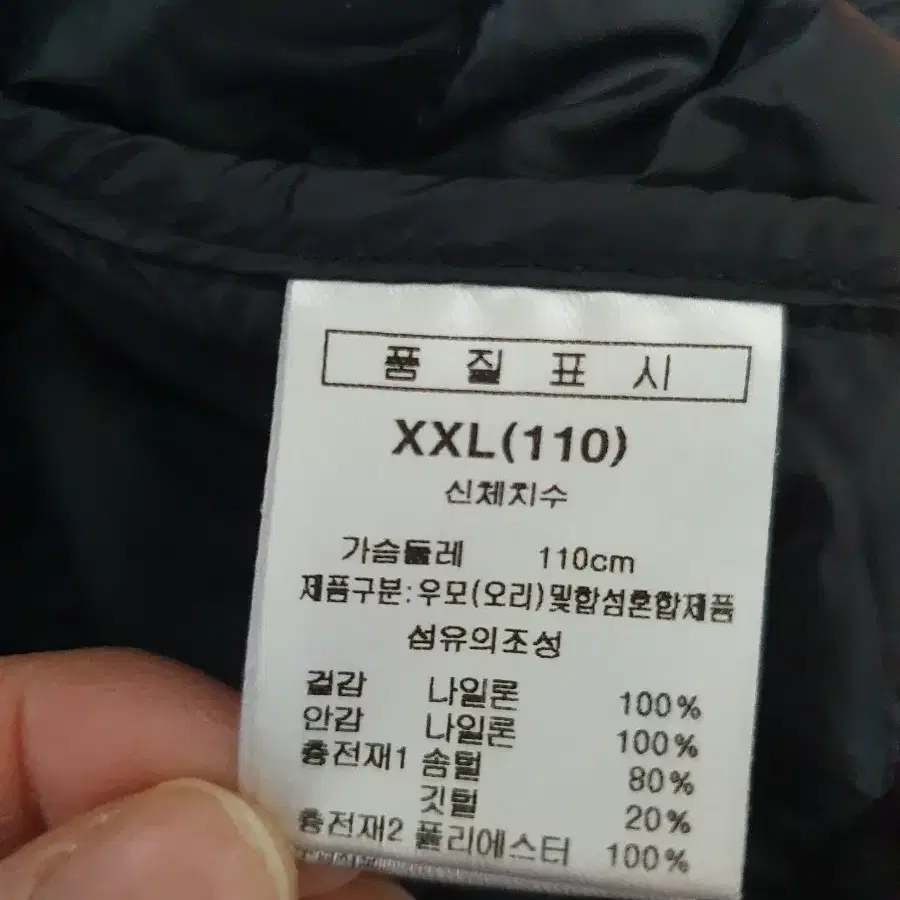 품 질 표 시
XXL(110)
신체치수
가슴둘레 110cm
제품구분:우모(오리)및합섬혼합제품
섬유의조성
겉감 나일론 100%
안감 나일론 100%
충전재1 솜털 80%
깃털 20%
충전재2 폴리에스터 100%